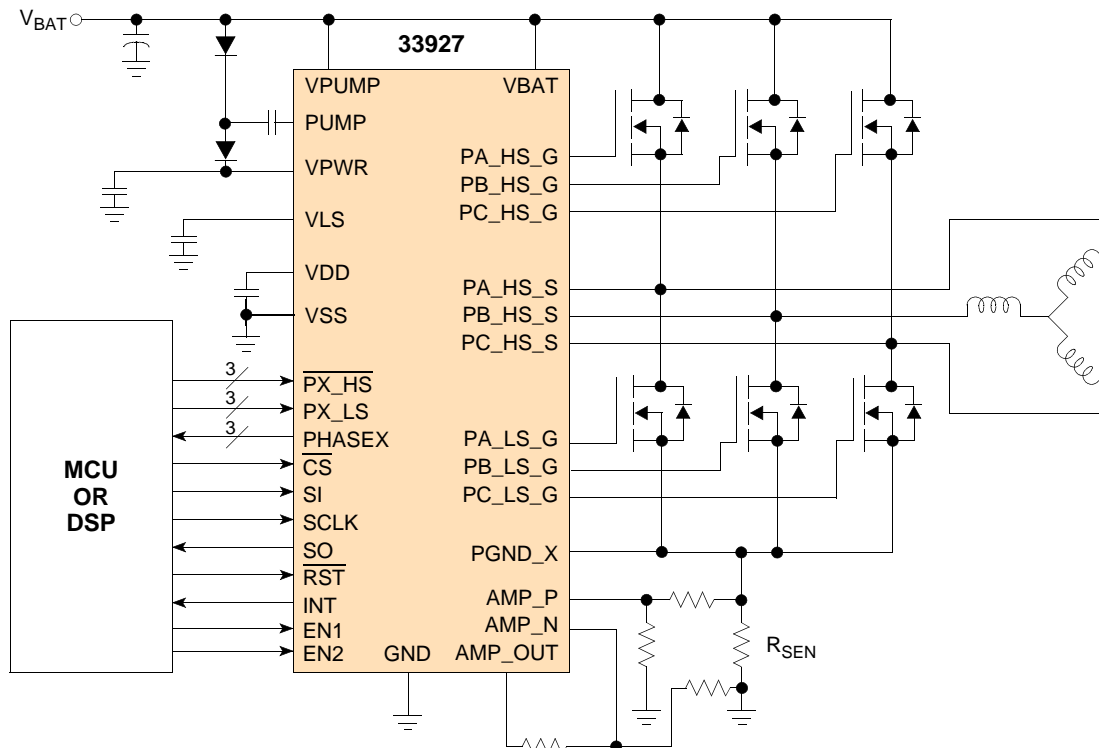 V_BAT
33927
VPUMP
VBAT
PUMP
VPWR
VLS
VDD
VSS
PA_HS_G
PB_HS_G
PC_HS_G
PA_HS_S
PB_HS_S
PC_HS_S
3
PX_HS
3
PX_LS
3
PHASEX
CS
SI
SCLK
SO
RST
INT
EN1
EN2
MCU
OR
DSP
GND
PA_LS_G
PB_LS_G
PC_LS_G
PGND_X
AMP_P
AMP_N
AMP_OUT
R_SEN